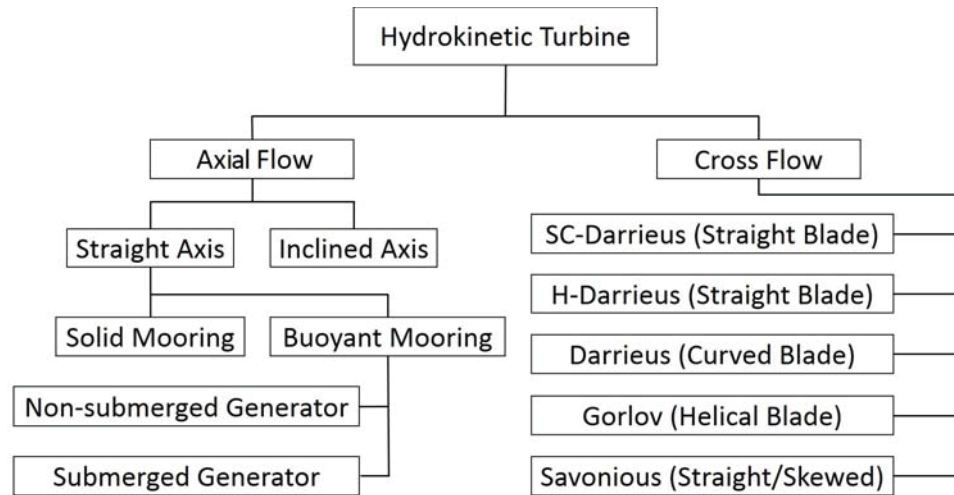 Hydrokinetic Turbine
Axial Flow
Cross Flow
Straight Axis
Inclined Axis
Solid Mooring
Buoyant Mooring
Non-submerged Generator
Submerged Generator
SC-Darrieus (Straight Blade)
H-Darrieus (Straight Blade)
Darrieus (Curved Blade)
Gorlov (Helical Blade)
Savonious (Straight/Skewed)